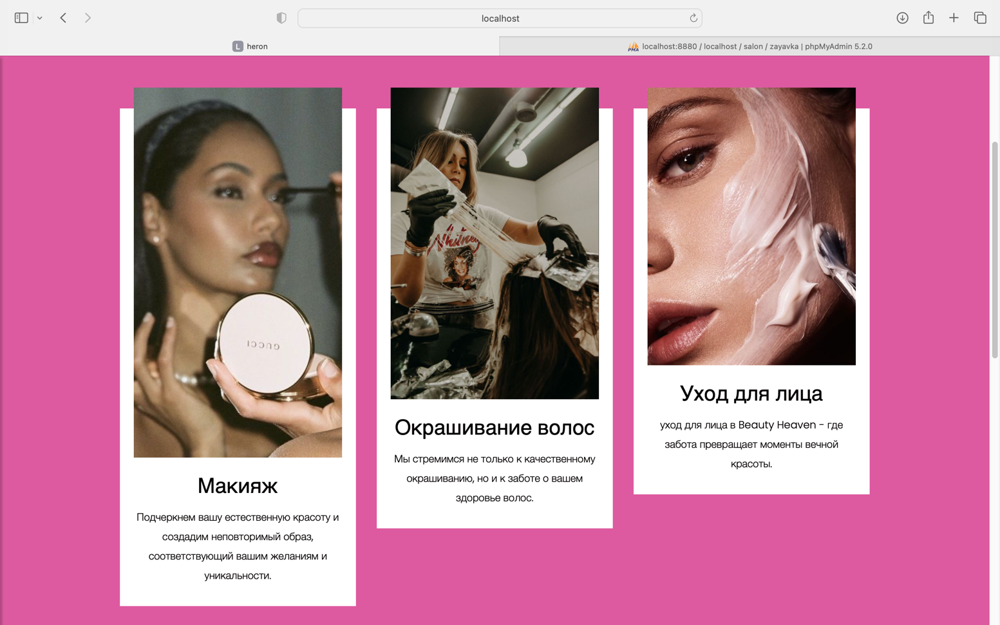 localhost
L heron
PMA localhost:8880 / localhost / salon / zayavka | phpMyAdmin 5.2.0
GUCCI
Макияж
Подчеркнем вашу естественную красоту и
создадим неповторимый образ,
соответствующий вашим желаниям и
уникальности.
Whitney
Окрашивание волос
Мы стремимся не только к качественному
окрашиванию, но и к заботе о вашем
здоровье волос.
Уход для лица
уход для лица в Beauty Heaven - где
забота превращает моменты вечной
красоты.